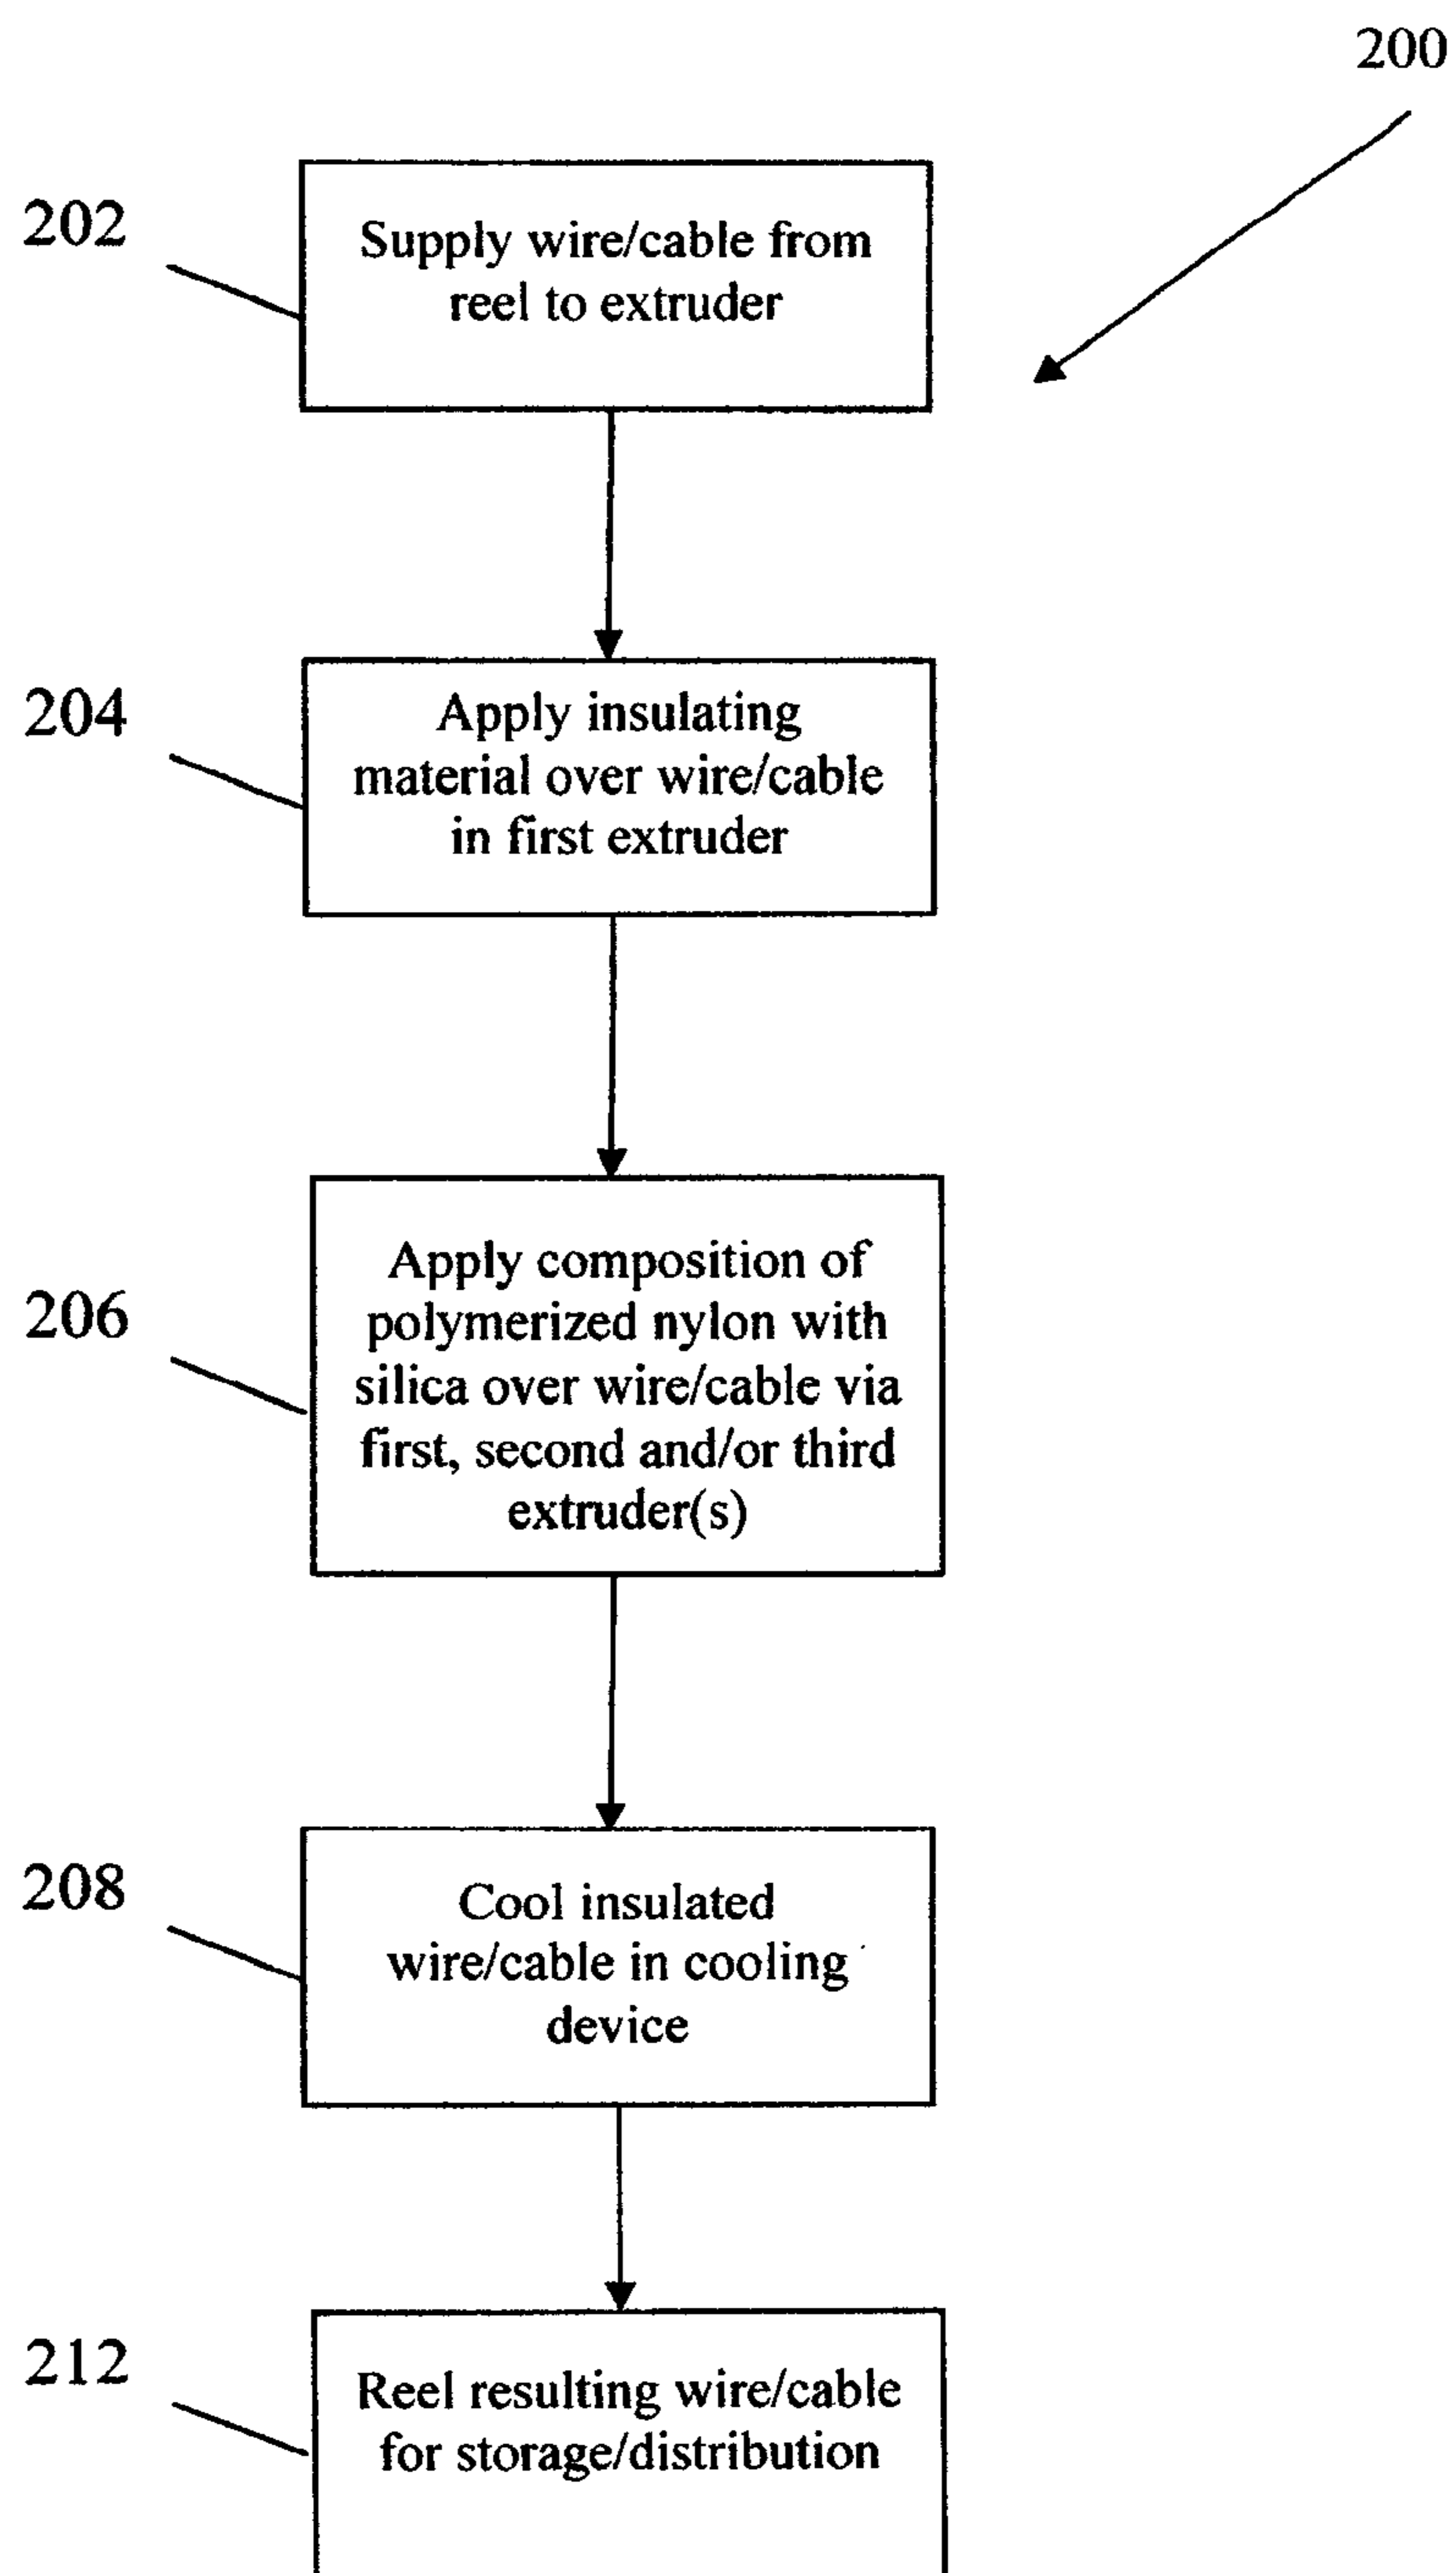 200
202
Supply wire/cable from
reel to extruder
204
Apply insulating
material over wire/cable
in first extruder
206
Apply composition of
polymerized nylon with
silica over wire/cable via
first, second and/or third
extruder(s)
208
Cool insulated
wire/cable in cooling
device
212
Reel resulting wire/cable
for storage/distribution